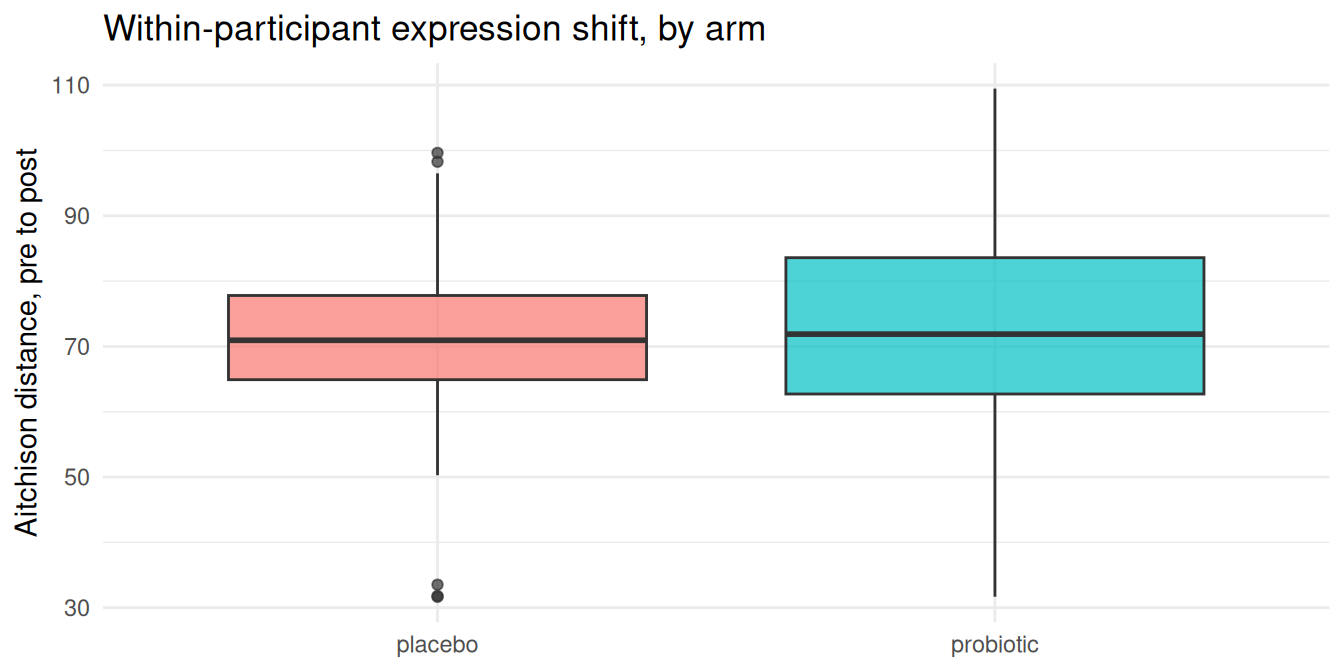 Within-participant expression shift, by arm
Aitchison distance, pre to post
110
90
70
50
30
placebo
probiotic